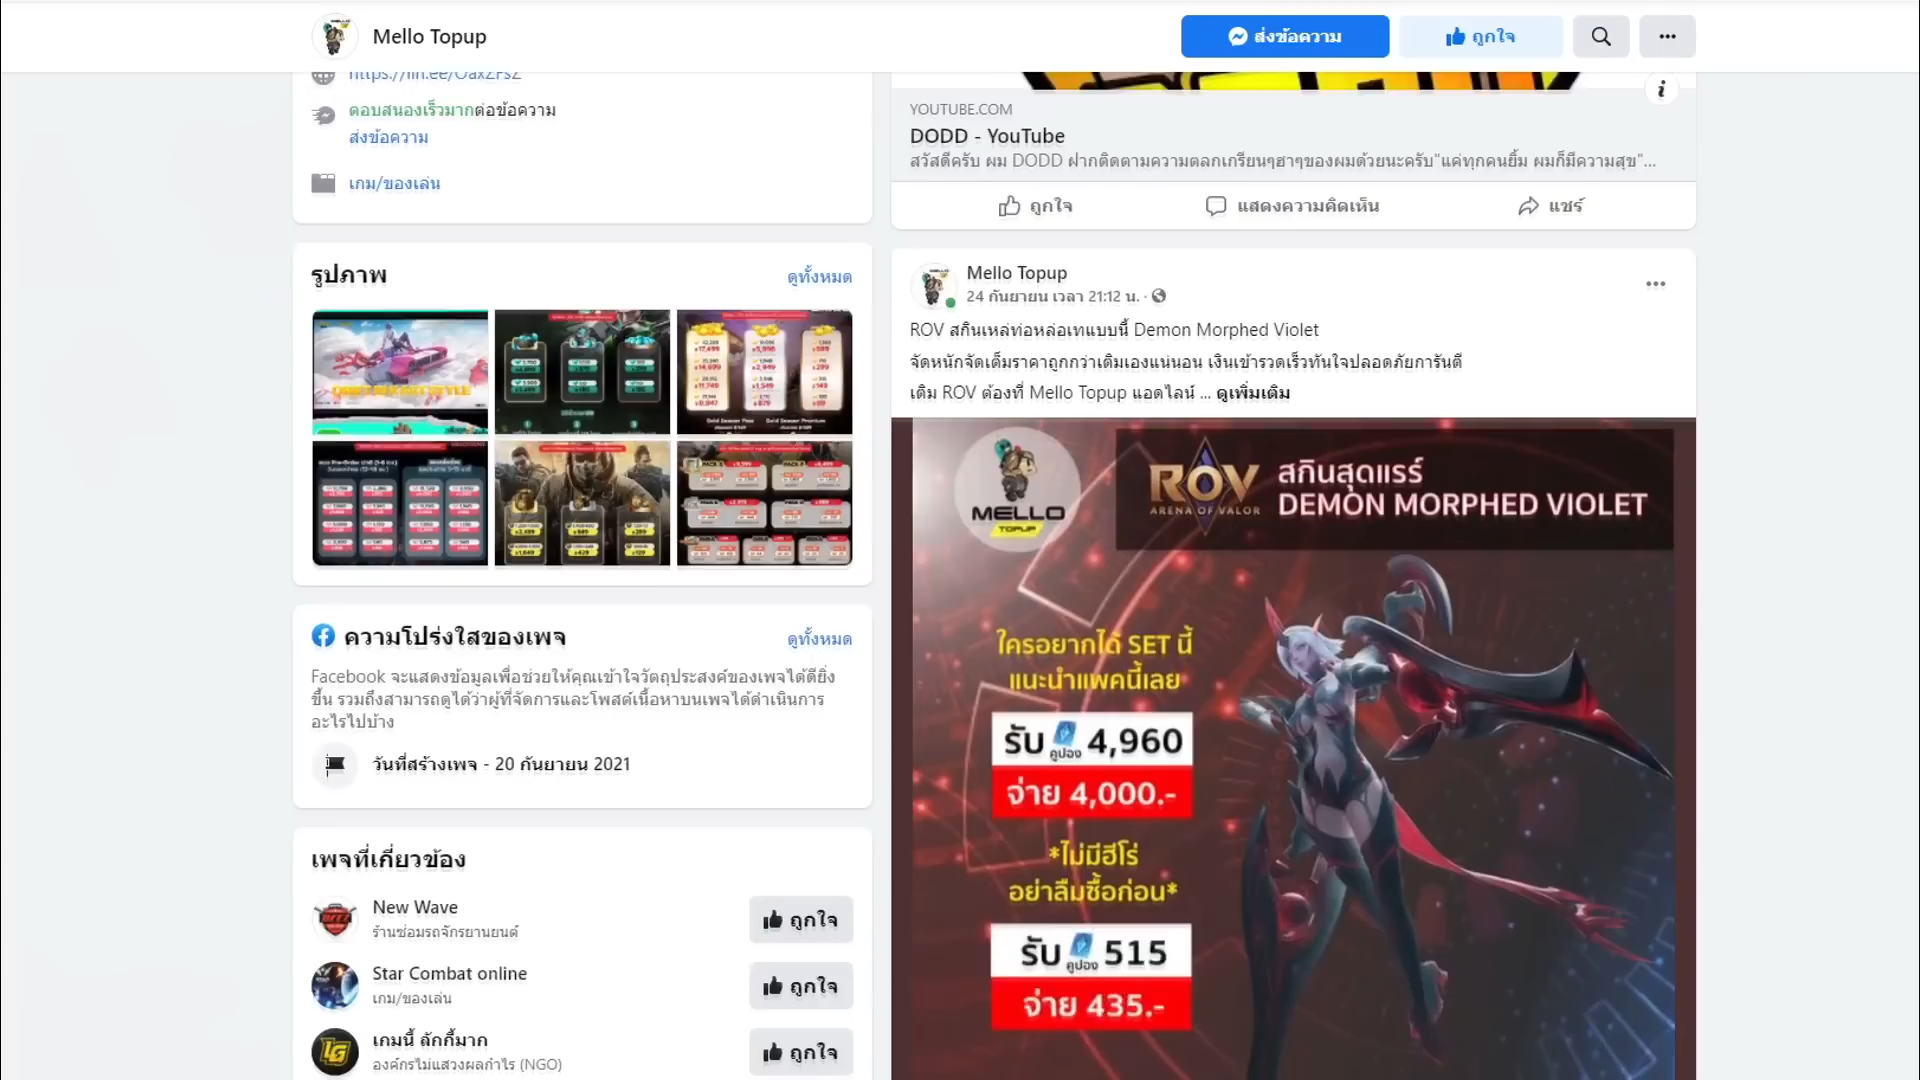 Mello Topup
ส่งข้อความ
ถูกใจ
ตอบสนองเร็วมากต่อข้อความ
ส่งข้อความ
เกม/ของเล่น
รูปภาพ
ดูทั้งหมด
ความโปร่งใสของเพจ
ดูทั้งหมด
Facebook จะแสดงข้อมูลเพื่อช่วยให้คุณเข้าใจวัตถุประสงค์ของเพจได้ดียิ่ง
ขึ้น รวมถึงสามารถดูได้ว่าผู้ที่จัดการและโพสต์เนื้อหาบนเพจได้ดำเนินการ
อะไรไปบ้าง
วันที่สร้างเพจ - 20 กันยายน 2021
เพจที่เกี่ยวข้อง
New Wave
ร้านซ่อมรถจักรยานยนต์
ถูกใจ
Star Combat online
เกม/ของเล่น
ถูกใจ
เกมนี้ ลักกี้มาก
องค์กรไม่แสวงผลกำไร (NGO)
ถูกใจ
YOUTUBE.COM
DODD - YouTube
สวัสดีครับ ผม DODD ฝากติดตามความตลกเกรียนๆฮาๆของผมด้วยนะครับ"แค่ทุกคนยิ้ม ผมก็มีความสุข"...
ถูกใจ
แสดงความคิดเห็น
แชร์
Mello Topup
24 กันยายน เวลา 21:12 น.
ROV สกินเหล่ท่อหล่อเทแบบนี้ Demon Morphed Violet
จัดหนักจัดเต็มราคาถูกกว่าเติมเองแน่นอน เงินเข้ารวดเร็วทันใจปลอดภัยการันตี
เติม ROV ต้องที่ Mello Topup แอดไลน์ ... ดูเพิ่มเติม
MELLO
TOPUP
ROV
ARENA OF VALOR
สกินสุดแรร์
DEMON MORPHED VIOLET
ใครอยากได้ SET นี้
แนะนำแพคนี้เลย
รับ คูปอง 4,960
จ่าย 4,000.-
*ไม่มีฮีโร่
อย่าลืมซื้อก่อน*
รับ คูปอง 515
จ่าย 435.-